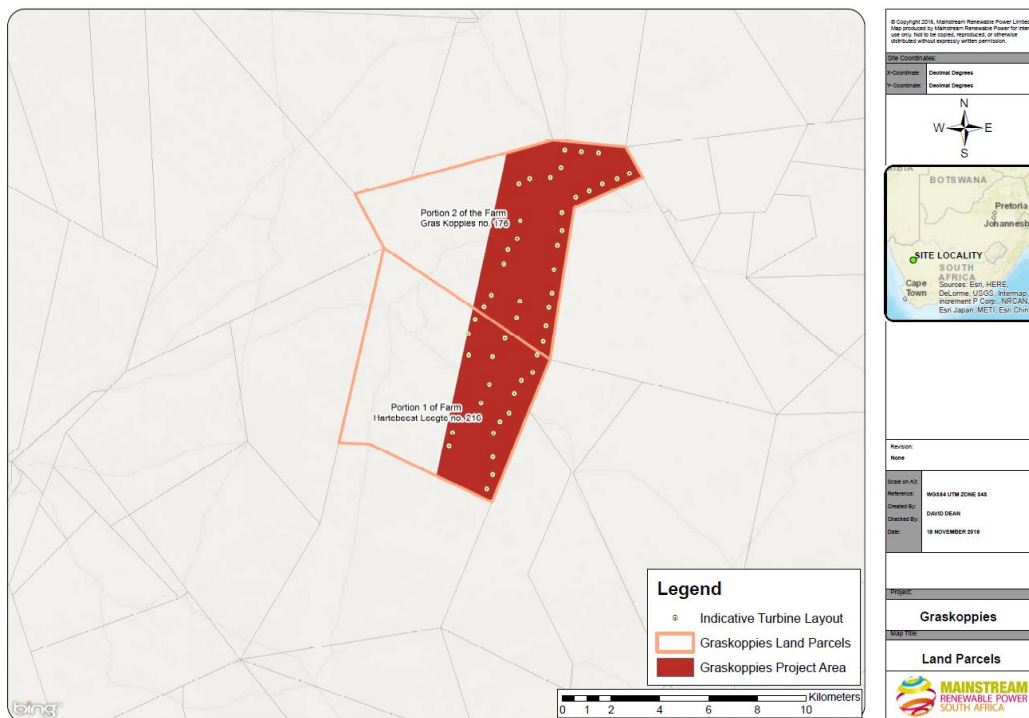 Portion 2 of the Farm
Gras Koppies no. 176
Portion 1 of Farm
Hartebeest Leegte no. 216
Legend
Indicative Turbine Layout
Graskoppies Land Parcels
Graskoppies Project Area
Kilometers
0 1 2 4 6 8 10
bing
© Copyright 2016, Mainstream Renewable Power Limited
Map produced by Mainstream Renewable Power for inter
use only. Not to be copied, reproduced, or otherwise
distributed without expressly written permission.
Site Coordinates:
X-Coordinate: Decimal Degrees
Y- Coordinate: Decimal Degrees
N
W E
S
BOTSWANA
Pretoria
Johannesb
SITE LOCALITY
SOUTH
AFRICA
Cape
Town
Sources: Esri, HERE,
DeLorme, USGS, Intermap,
increment P Corp., NRCAN,
Esri Japan, METI, Esri Chin
Revision:
None
Scale on A3:
Reference: WGS84 UTM ZONE 34S
Created By: DAVID DEAN
Checked By:
Date: 18 NOVEMBER 2016
Project:
Graskoppies
Map Title:
Land Parcels
MAINSTREAM
RENEWABLE POWER
SOUTH AFRICA